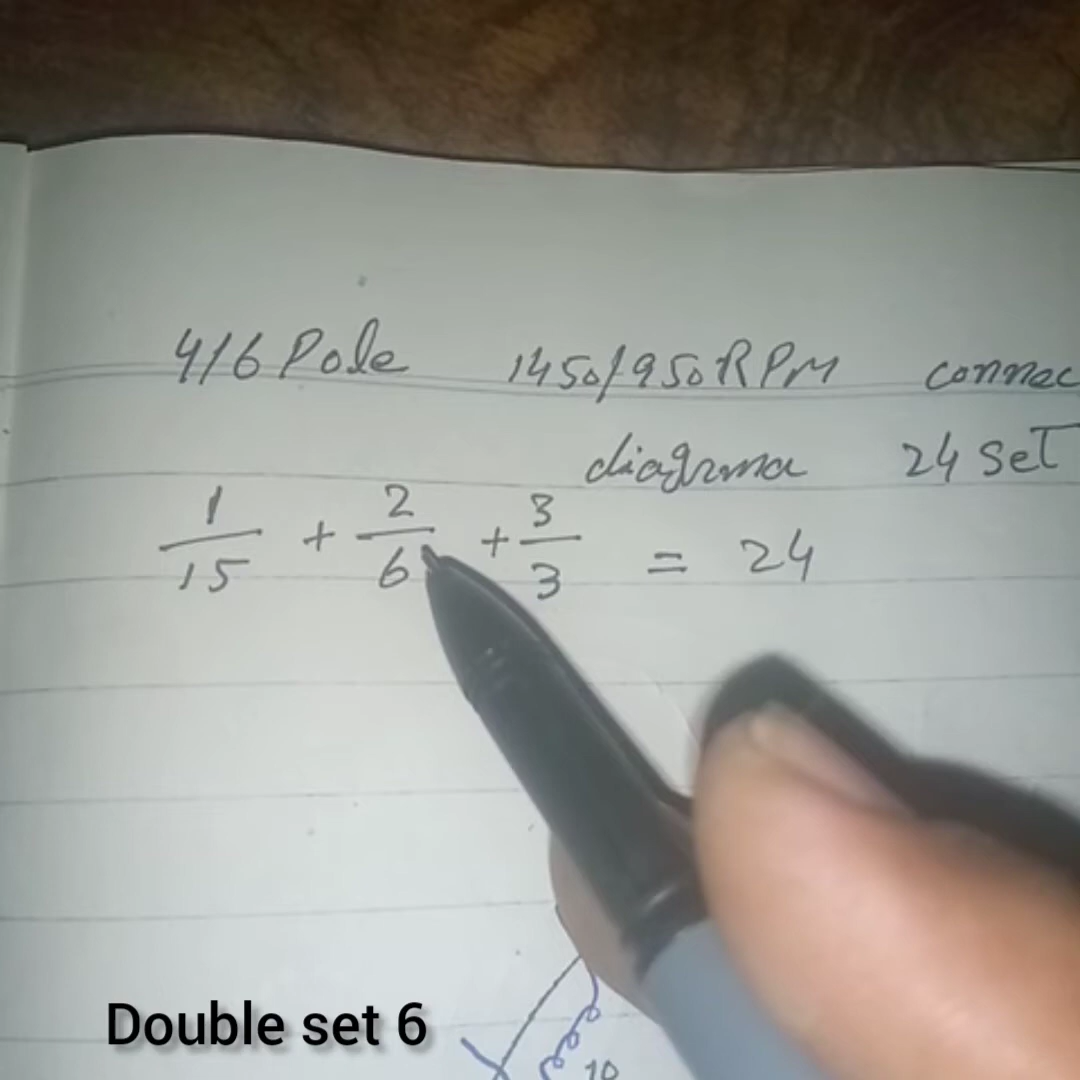 4/6 Pole 1450/950 RPM connec
diagrma 24 set
1/15 + 2/6 + 3/3 = 24
10
Double set 6